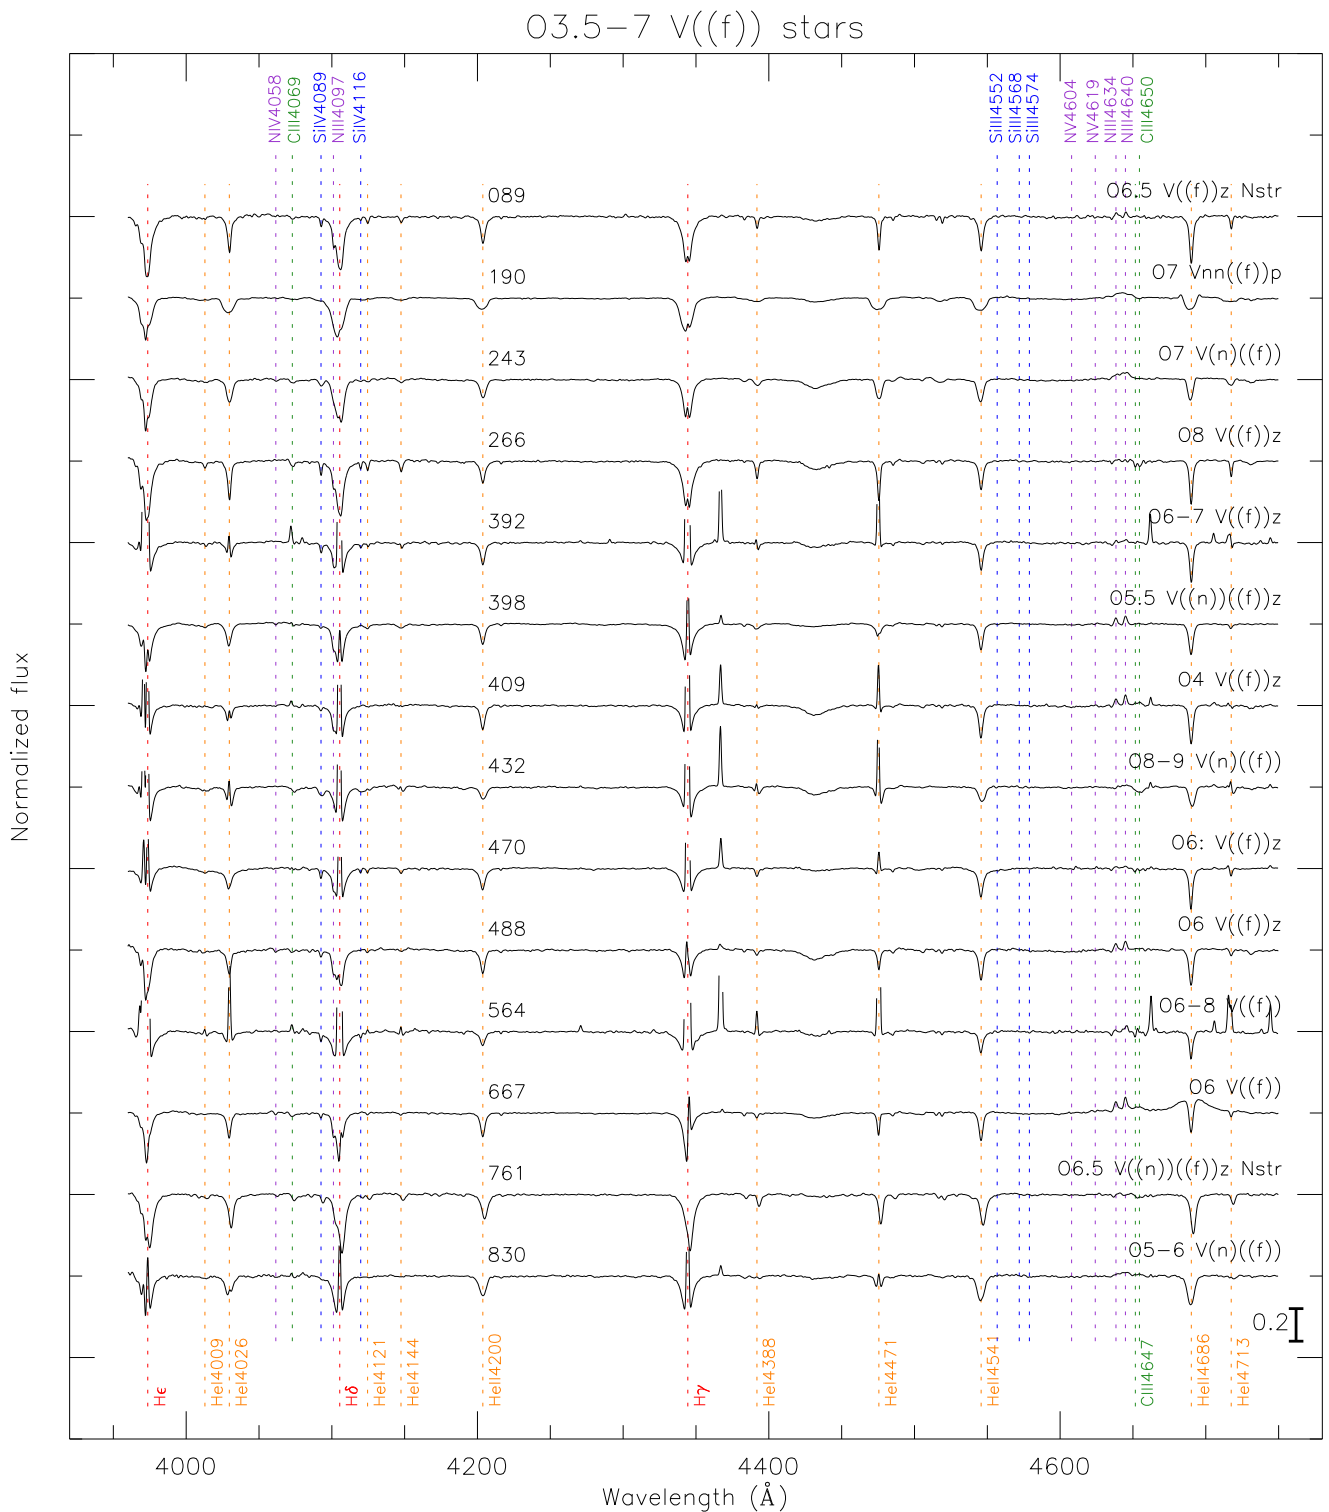 O3.5-7 V((f)) stars
NIV4058
CIII4069
SiIV4089
NIII4097
SiIV4116
SiIII4552
SiIII4568
SiIII4574
NV4604
NV4619
NIII4634
NIII4640
CIII4650
089
O6.5 V((f))z Nstr
190
O7 Vnn((f))p
243
O7 V(n)((f))
266
O8 V((f))z
392
O6-7 V((f))z
398
O5.5 V((n))((f))z
409
O4 V((f))z
432
O8-9 V(n)((f))
470
O6: V((f))z
488
O6 V((f))z
564
O6-8 V((f))
667
O6 V((f))
761
O6.5 V((n))((f))z Nstr
830
O5-6 V(n)((f))
0.2
Hε
HeI4009
HeI4026
Hδ
HeI4121
HeI4144
HeII4200
Hγ
HeI4388
HeI4471
HeII4541
CIII4647
HeII4686
HeI4713
4000
4200
4400
4600
Wavelength (Å)
Normalized flux